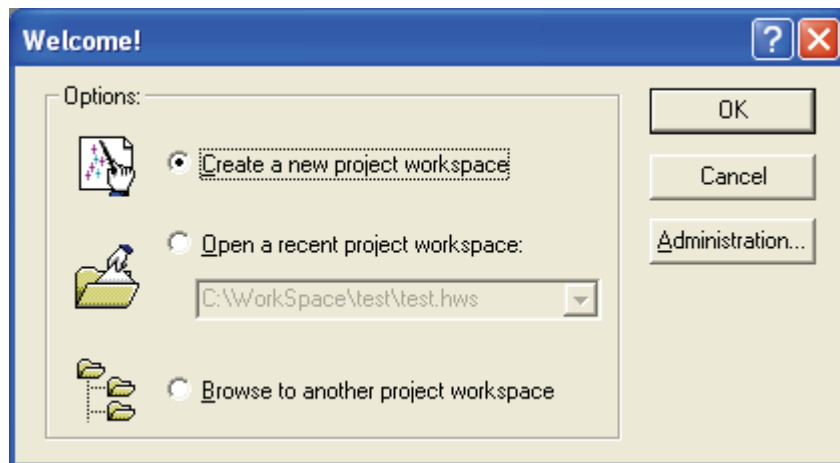 Welcome!
Options:
Create a new project workspace
Open a recent project workspace:
C:\WorkSpace\test\test.hws
Browse to another project workspace
OK
Cancel
Administration...